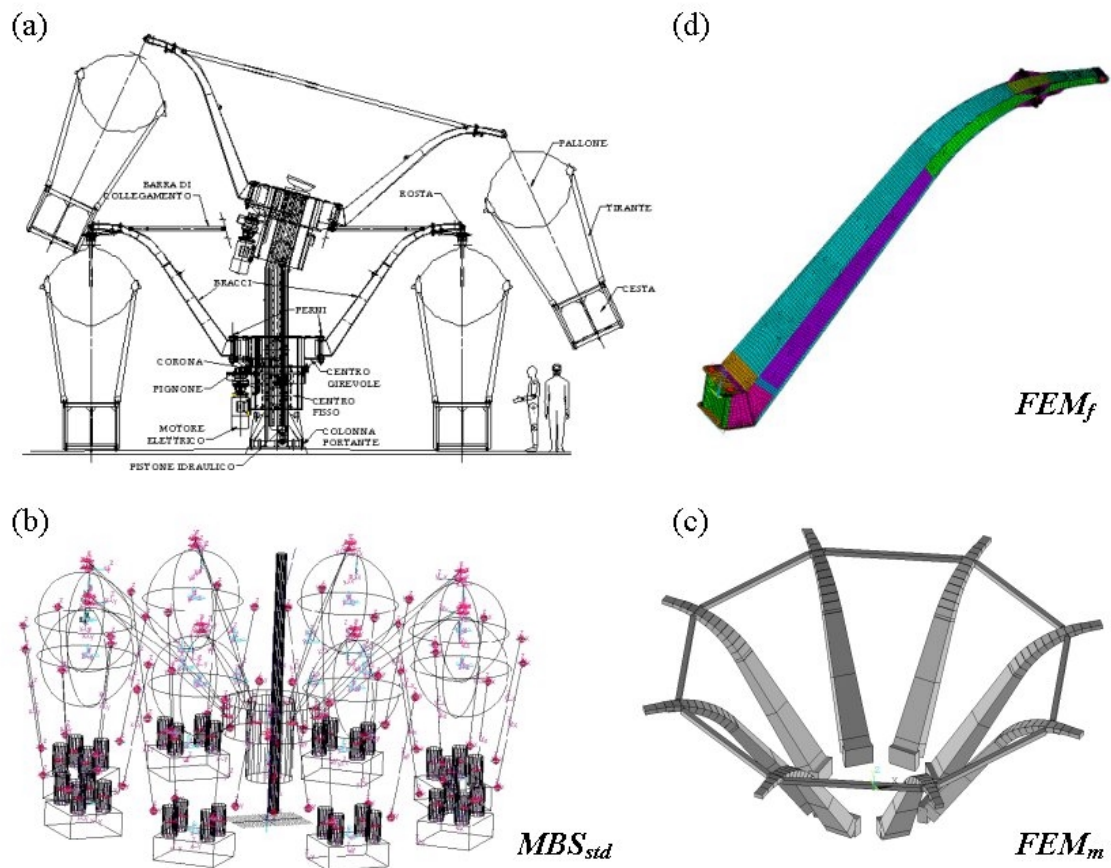 (a)
(d)
PALLONE
BARRA DI
COLLEGAMENTO
ROSTA
TIRANTE
CESTA
BRACCI
PERNI
CORONA
CENTRO
GIREVOLE
PIGNONE
CENTRO
FISSO
MOTORE
ELETTRICO
COLONNA
PORTANTE
PISTONE IDRAULICO
FEMf
(b)
(c)
MBSstd
FEMm